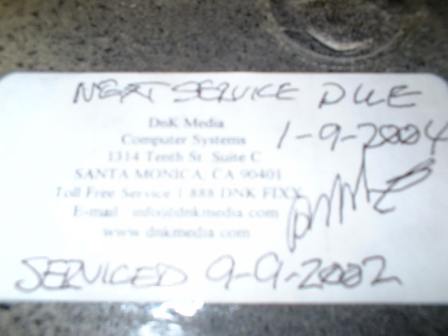 NEXT SERVICE DUE
DnK Media
1-9-2004
Computer Systems
1314 Tenth St. Suite C
SANTA MONICA, CA 90401
Toll Free Service 1 888 DNK FIXX
E-mail info@dnkmedia.com
www.dnkmedia.com
SERVICED 9-9-2002